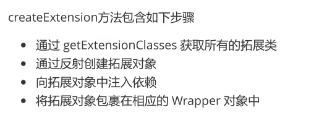 createExtension方法包含如下步骤
• 通过 getExtensionClasses 获取所有的拓展类
• 通过反射创建拓展对象
• 向拓展对象中注入依赖
• 将拓展对象包裹在相应的 Wrapper 对象中